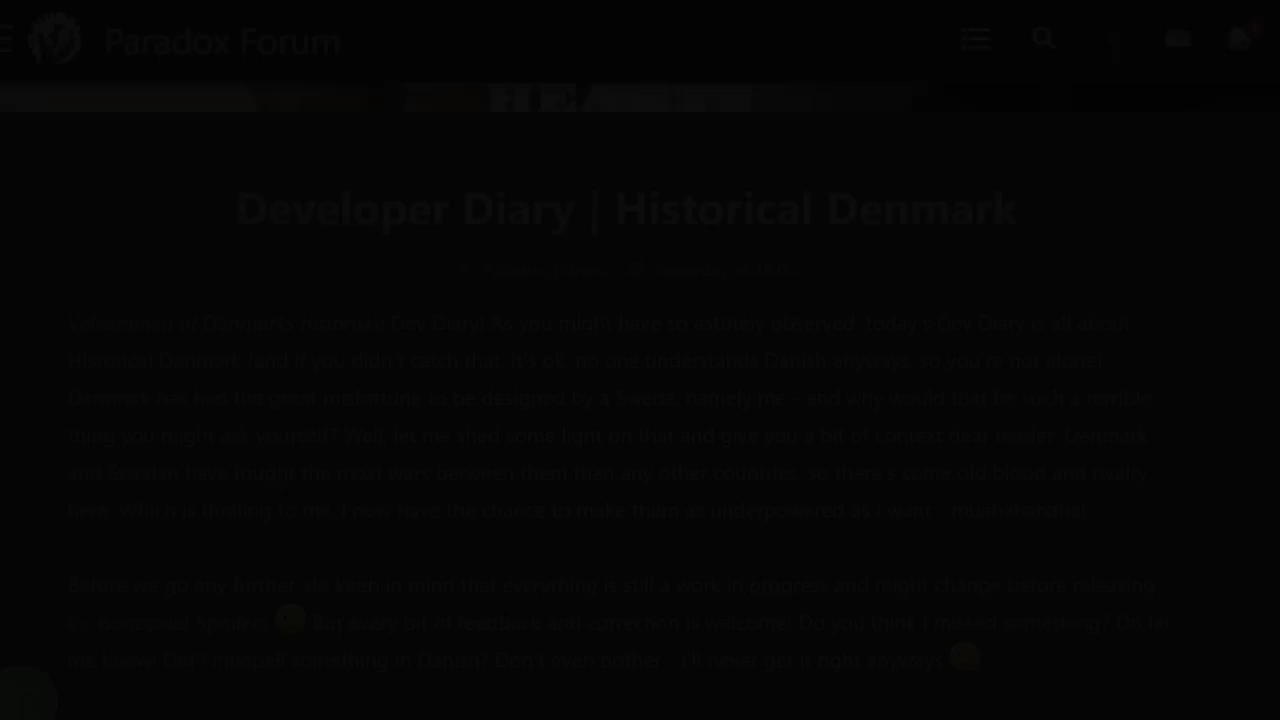 Paradox Forum
HEARTS
Developer Diary | Historical Denmark
Dev Diary! As you might have so astutely observed, today's Dev Diary is all about
Historical Denmark (and if you didn't catch that, it's ok, no one understands Danish anyways, so you're not alone)
Denmark has had the great misfortune to be designed by a Swede, namely me - and why would that be such a terrible
thing you might ask yourself? Well, let me shed some light on that and give you a bit of context dear reader. Denmark
and Sweden have fought the most wars between them than any other countries, so there's some old blood and rivalry
here. Which is thrilling to me, I now have the chance to make them as underpowered as I want -
Before we go any further, do keep in mind that everything is still a work in progress and might change before releasing
But every bit of feedback and correction is welcome! Do you think I missed something? Do let
me know! Did I misspell something in Danish? Don't even bother - I'll never get it right anyways